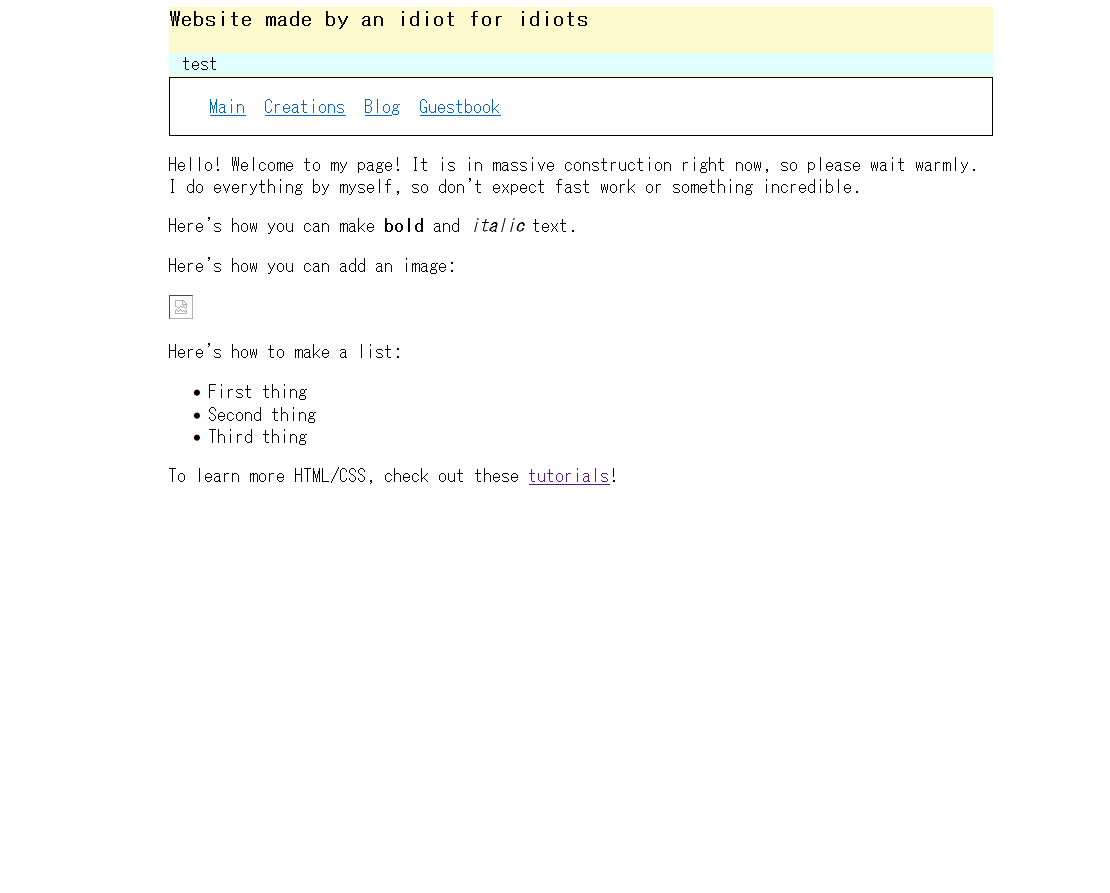 Website made by an idiot for idiots
test
Main Creations Blog Guestbook
Hello! Welcome to my page! It is in massive construction right now, so please wait warmly.
I do everything by myself, so don't expect fast work or something incredible.
Here's how you can make bold and italic text.
Here's how you can add an image:
Here's how to make a list:
• First thing
• Second thing
• Third thing
To learn more HTML/CSS, check out these tutorials!